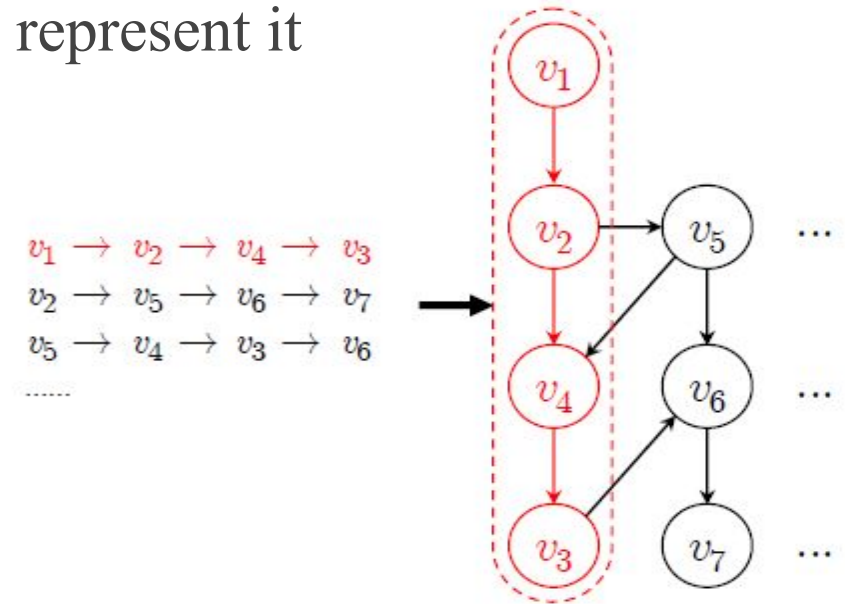 represent it
v₁ → v₂ → v₄ → v₃
v₂ → v₅ → v₆ → v₇
v₅ → v₄ → v₃ → v₆
......
v₁
v₂ v₅ ...
v₄ v₆ ...
v₃ v₇ ...